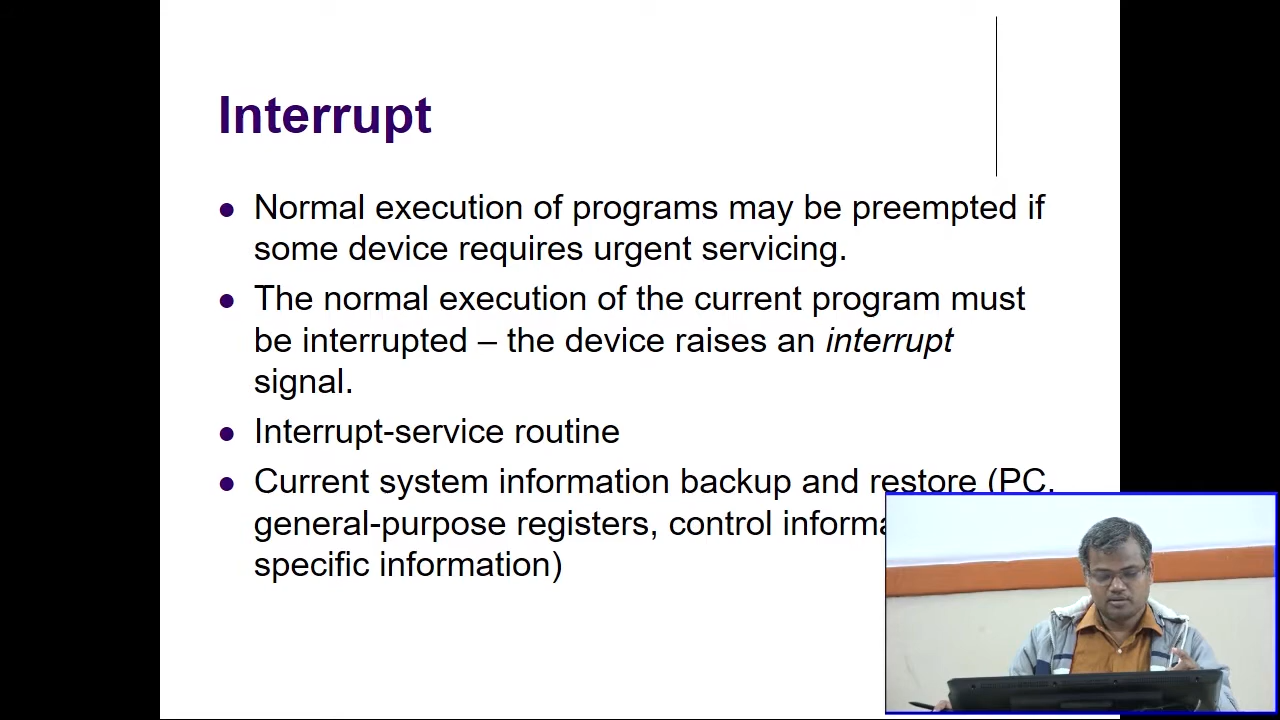 Interrupt
● Normal execution of programs may be preempted if
some device requires urgent servicing.
● The normal execution of the current program must
be interrupted – the device raises an interrupt
signal.
● Interrupt-service routine
● Current system information backup and restore (PC,
general-purpose registers, control
specific information)